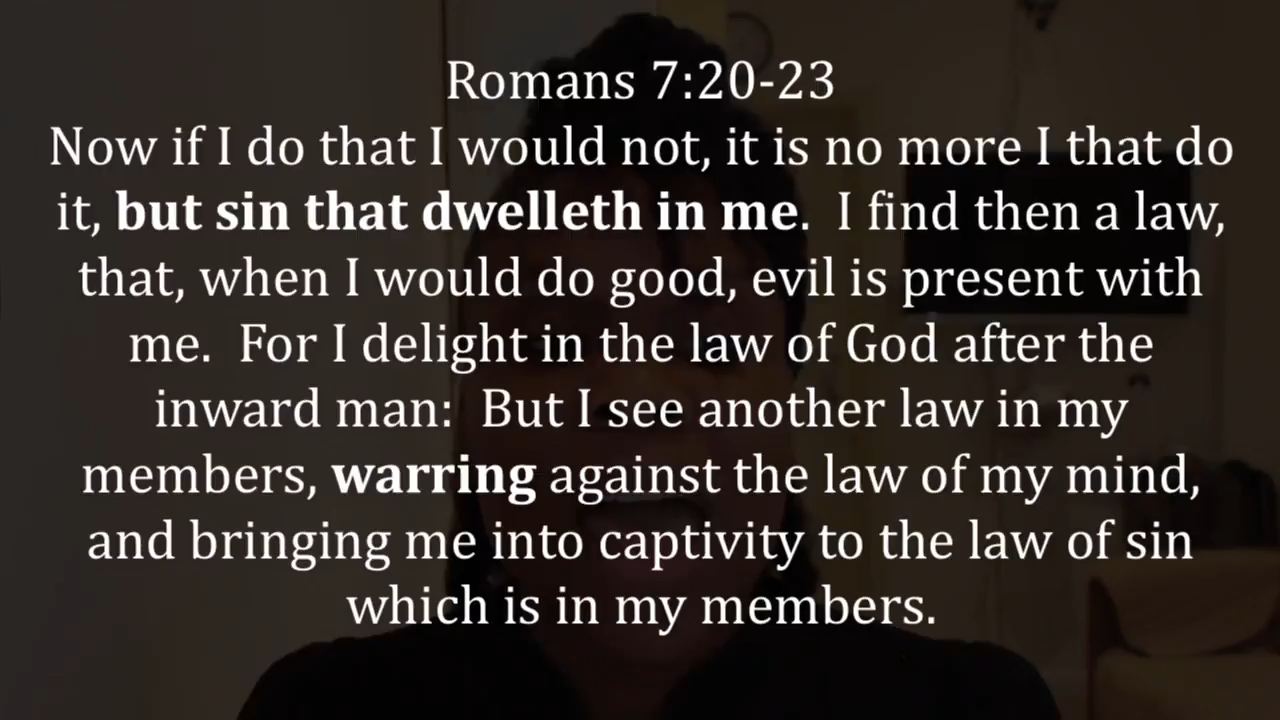 Romans 7:20-23
Now if I do that I would not, it is no more I that do
it, but sin that dwelleth in me.  I find then a law,
that, when I would do good, evil is present with
me.  For I delight in the law of God after the
inward man:  But I see another law in my
members, warring against the law of my mind,
and bringing me into captivity to the law of sin
which is in my members.